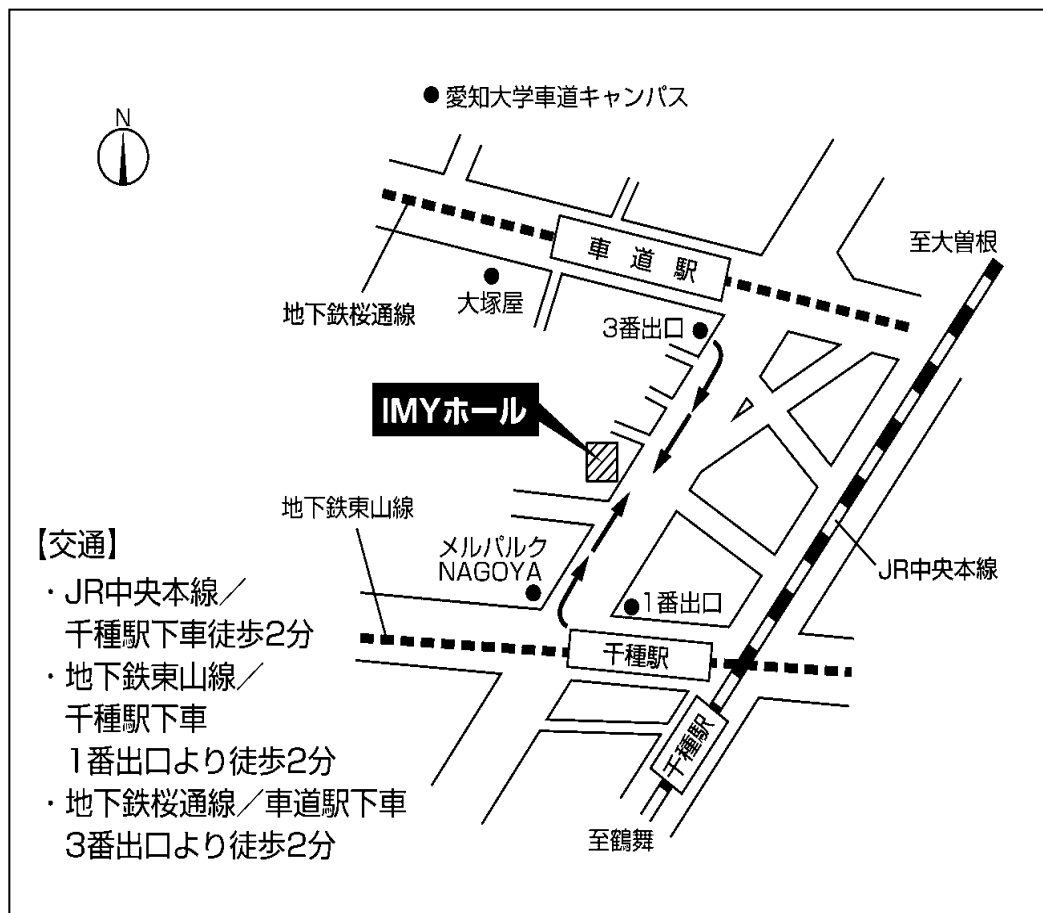 N
● 愛知大学車道キャンパス
至大曽根
車道駅
大塚屋
地下鉄桜通線
3番出口
IMYホール
地下鉄東山線
メルパルク
NAGOYA
1番出口
JR中央本線
千種駅
千種駅
至鶴舞
【交通】
・JR中央本線／
千種駅下車徒歩2分
・地下鉄東山線／
千種駅下車
1番出口より徒歩2分
・地下鉄桜通線／車道駅下車
3番出口より徒歩2分